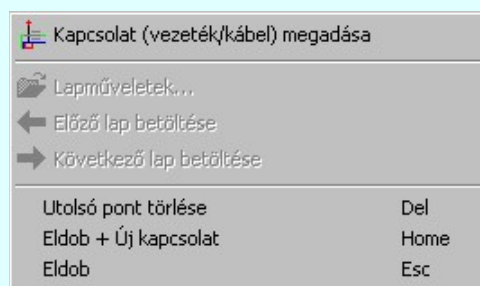 Kapcsolat (vezeték/kábel) megadása
Lapműveletek...
Előző lap betöltése
Következő lap betöltése
Utolsó pont törlése Del
Eldob + Új kapcsolat Home
Eldob Esc